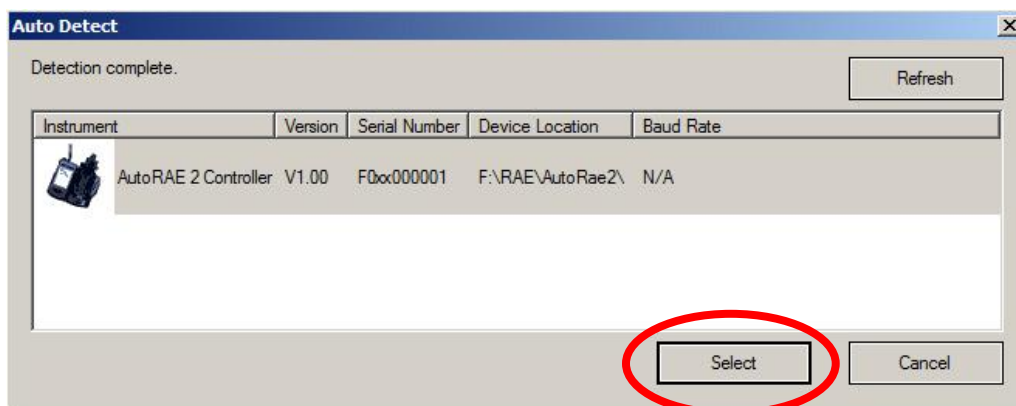 Auto Detect
Detection complete.
Refresh
Instrument Version Serial Number Device Location Baud Rate
AutoRAE 2 Controller V1.00 F0xx000001 F:\RAE\AutoRae2\ N/A
Select Cancel